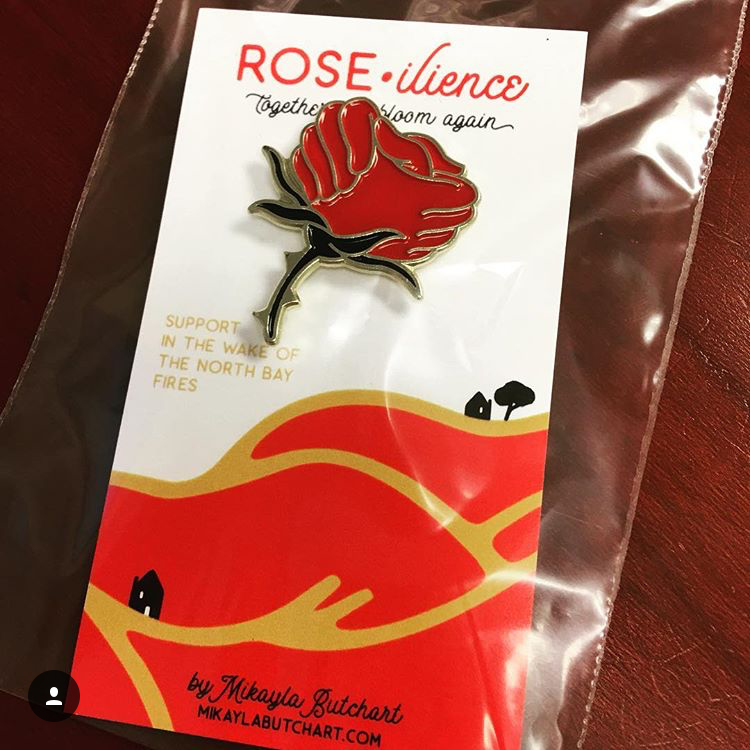 ROSE•ilience
Together bloom again
SUPPORT
IN THE WAKE OF
THE NORTH BAY
FIRES
by Mikayla Butchart
MIKAYLABUTCHART.COM